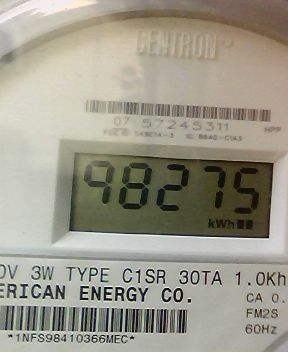 CENTRON
07 57245311 HPP
98275
kWh
0V 3W TYPE C1SR 30TA 1.0Kh
ERICAN ENERGY CO. CA 0.
FM2S
60Hz
*1NFS98410366MEC*